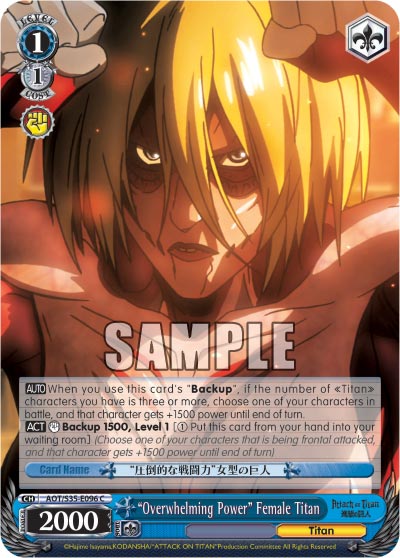 LEVEL
1
1
COST
SAMPLE
AUTO When you use this card's "Backup", if the number of «Titan»
characters you have is three or more, choose one of your characters in
battle, and that character gets +1500 power until end of turn.
ACT Backup 1500, Level 1 [① Put this card from your hand into your
waiting room] (Choose one of your characters that is being frontal attacked,
and that character gets +1500 power until end of turn)
Card Name "圧倒的な戦闘力"女型の巨人
CH AOT/S35-E096 C
"Overwhelming Power" Female Titan
Attack on Titan
進撃の巨人
POWER
2000
SOUL
Titan
©Hajime Isayama,KODANSHA/"ATTACK ON TITAN"Production Committee All Rights Reserved